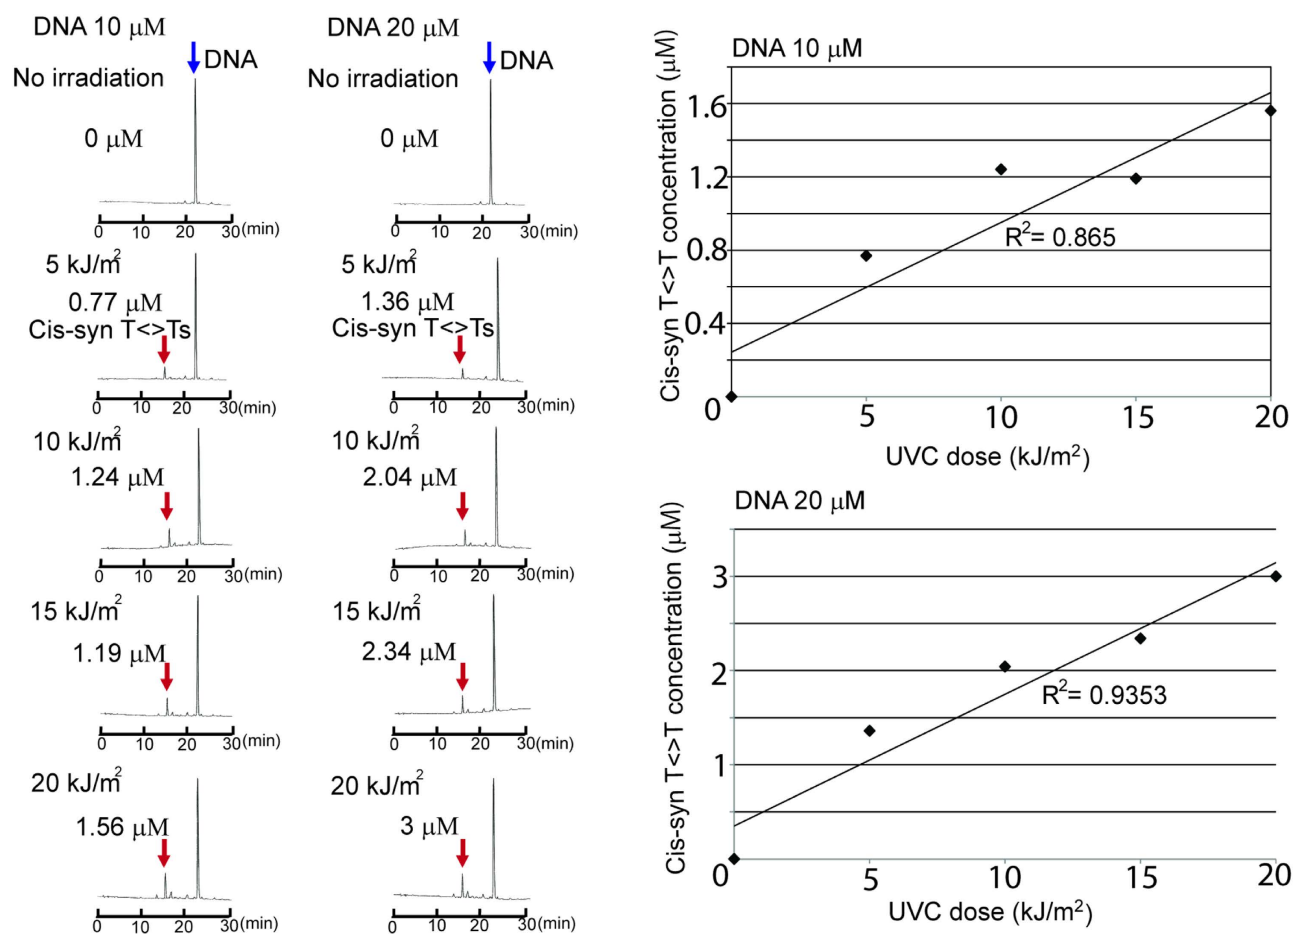 DNA 10 μM
DNA
No irradiation
0 μM
0 10 20 30(min)
5 kJ/m²
0.77 μM
Cis-syn T<>Ts
0 10 20 30(min)
10 kJ/m²
1.24 μM
0 10 20 30(min)
15 kJ/m²
1.19 μM
0 10 20 30(min)
20 kJ/m²
1.56 μM
0 10 20 30(min)
DNA 20 μM
DNA
No irradiation
0 μM
0 10 20 30(min)
5 kJ/m²
1.36 μM
Cis-syn T<>Ts
0 10 20 30(min)
10 kJ/m²
2.04 μM
0 10 20 30(min)
15 kJ/m²
2.34 μM
0 10 20 30(min)
20 kJ/m²
3 μM
0 10 20 30(min)
DNA 10 μM
Cis-syn T<>T concentration (μM)
1.6
1.2
0.8
0.4
0
R²= 0.865
5 10 15 20
UVC dose (kJ/m²)
DNA 20 μM
Cis-syn T<>T concentration (μM)
3
2
1
0
R²= 0.9353
5 10 15 20
UVC dose (kJ/m²)